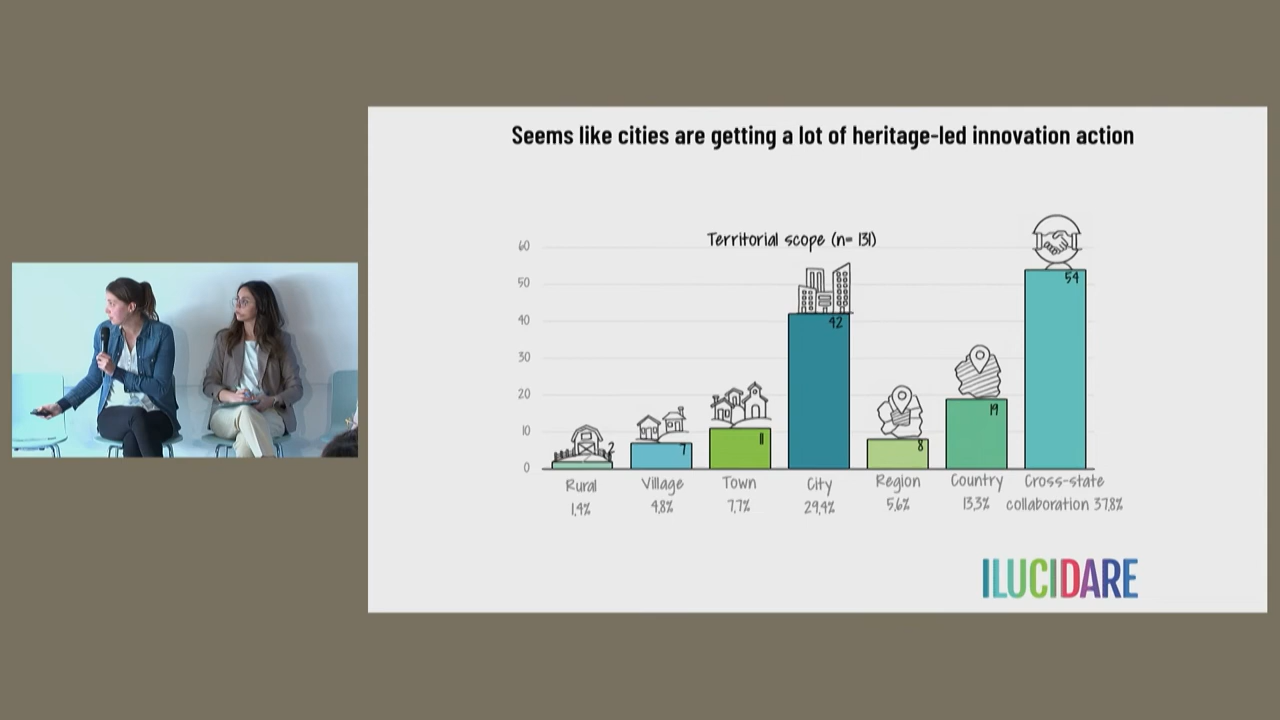 Seems like cities are getting a lot of heritage-led innovation action
Territorial scope (n= 131)
60
50
40
30
20
10
0
2
7
11
42
8
19
54
Rural
1,4%
Village
4,8%
Town
7,7%
City
29,4%
Region
5,6%
Country
13,3%
Cross-state
collaboration 37,8%
ILUCIDARE